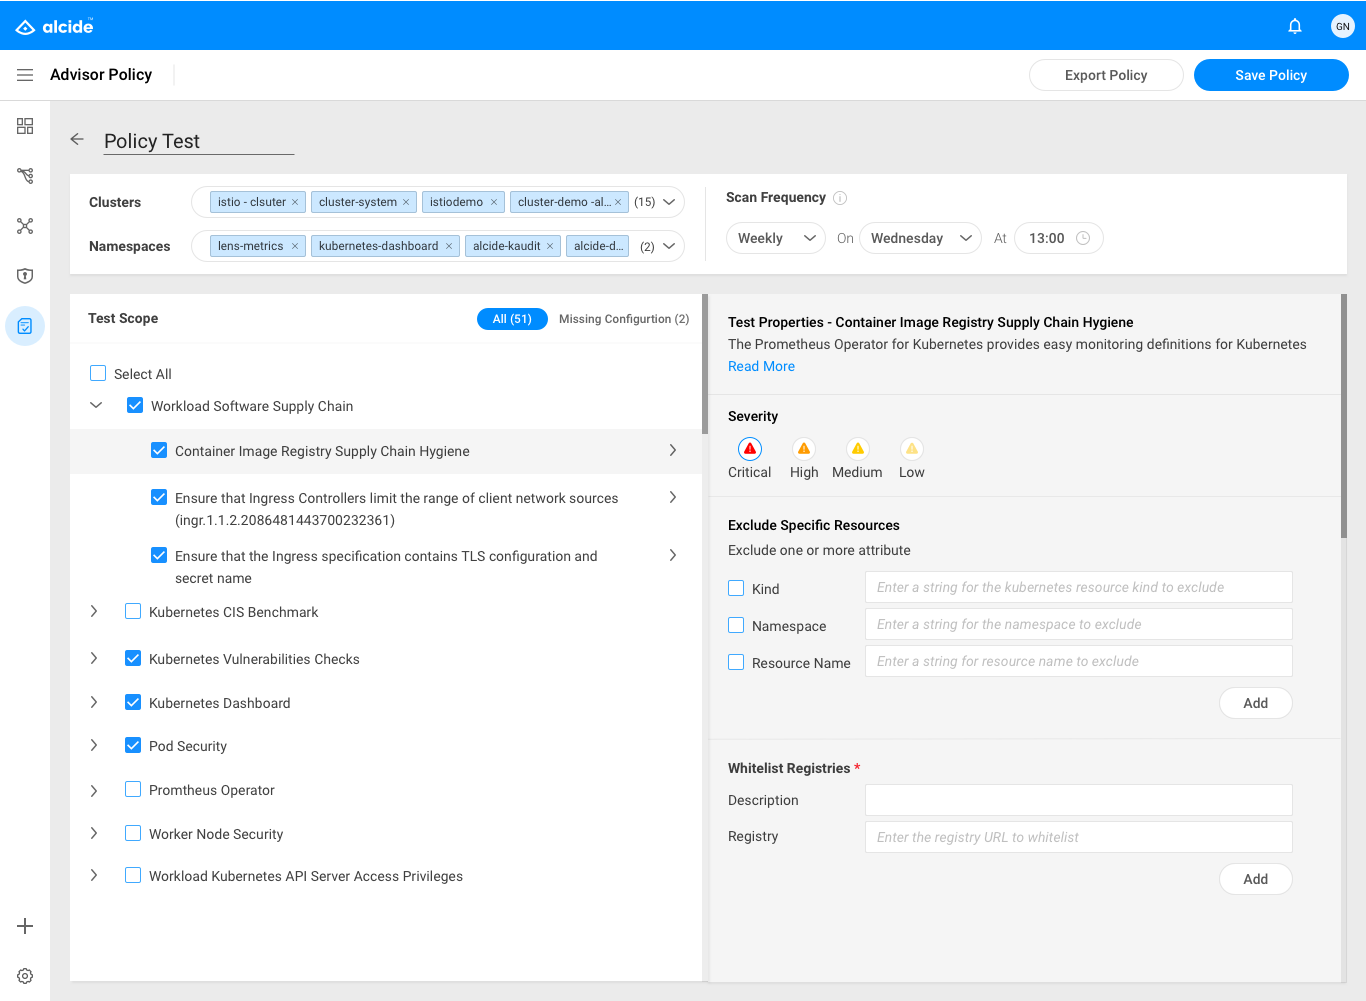 alcide™
GN
Advisor Policy
Export Policy
Save Policy
Policy Test
Clusters
istio - clsuter ×
cluster-system ×
istiodemo ×
cluster-demo -al... ×
(15)
Namespaces
lens-metrics ×
kubernetes-dashboard ×
alcide-kaudit ×
alcide-d...
(2)
Scan Frequency
Weekly
On
Wednesday
At
13:00
Test Scope
All (51)
Missing Configurtion (2)
Select All
Workload Software Supply Chain
Container Image Registry Supply Chain Hygiene
Ensure that Ingress Controllers limit the range of client network sources
(ingr.1.1.2.2086481443700232361)
Ensure that the Ingress specification contains TLS configuration and
secret name
Kubernetes CIS Benchmark
Kubernetes Vulnerabilities Checks
Kubernetes Dashboard
Pod Security
Promtheus Operator
Worker Node Security
Workload Kubernetes API Server Access Privileges
Test Properties - Container Image Registry Supply Chain Hygiene
The Prometheus Operator for Kubernetes provides easy monitoring definitions for Kubernetes
Read More
Severity
Critical
High
Medium
Low
Exclude Specific Resources
Exclude one or more attribute
Kind
Enter a string for the kubernetes resource kind to exclude
Namespace
Enter a string for the namespace to exclude
Resource Name
Enter a string for resource name to exclude
Add
Whitelist Registries *
Description
Registry
Enter the registry URL to whitelist
Add